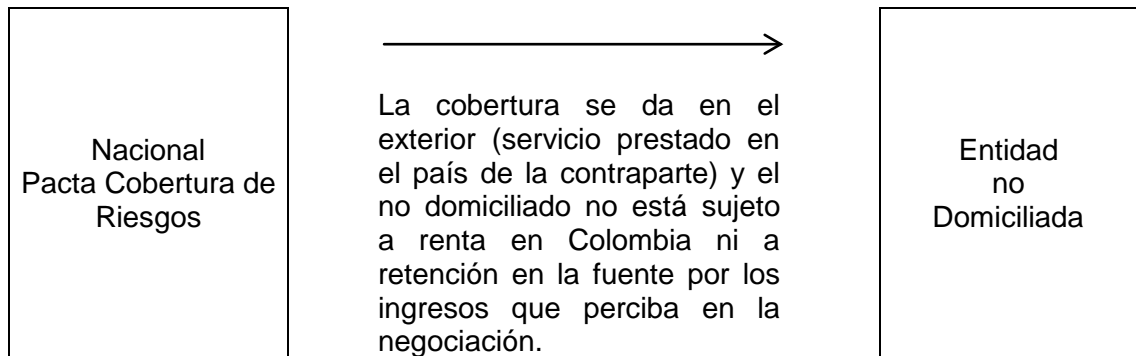 Nacional
Pacta Cobertura de
Riesgos
La cobertura se da en el
exterior (servicio prestado en
el país de la contraparte) y el
no domiciliado no está sujeto
a renta en Colombia ni a
retención en la fuente por los
ingresos que perciba en la
negociación.
Entidad
no
Domiciliada